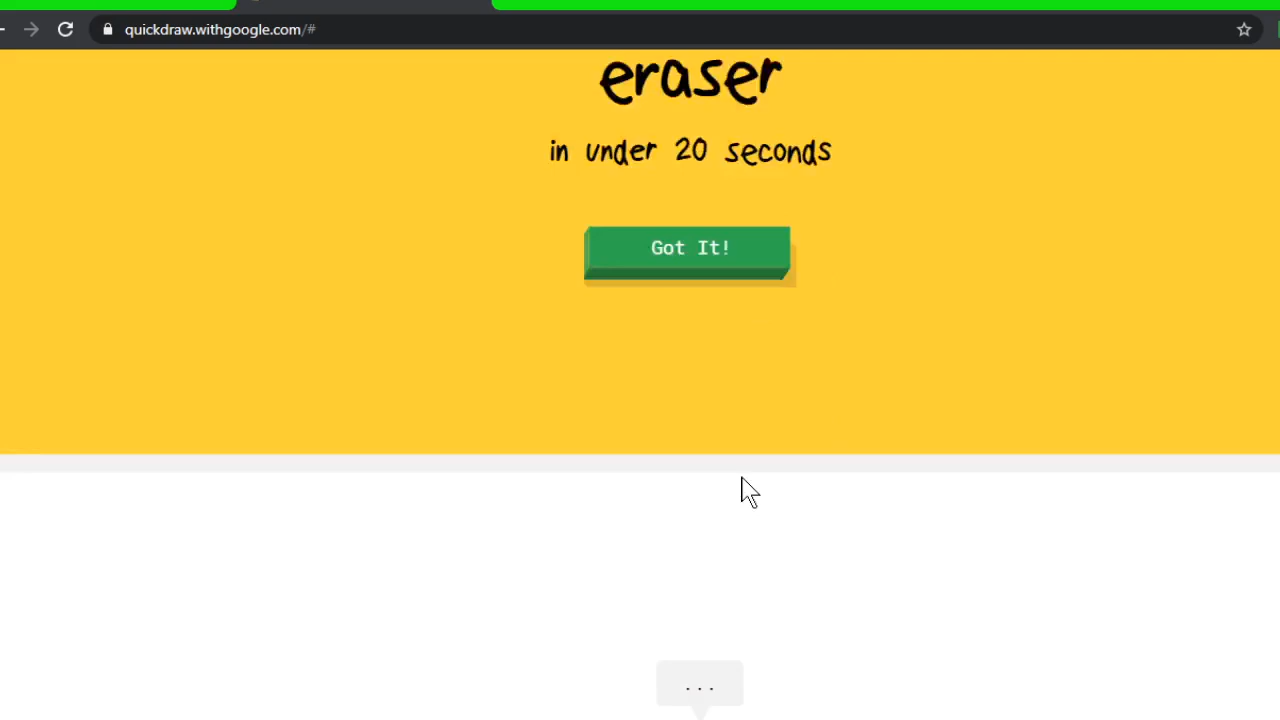 quickdraw.withgoogle.com/#
eraser
in under 20 seconds
Got It!
...